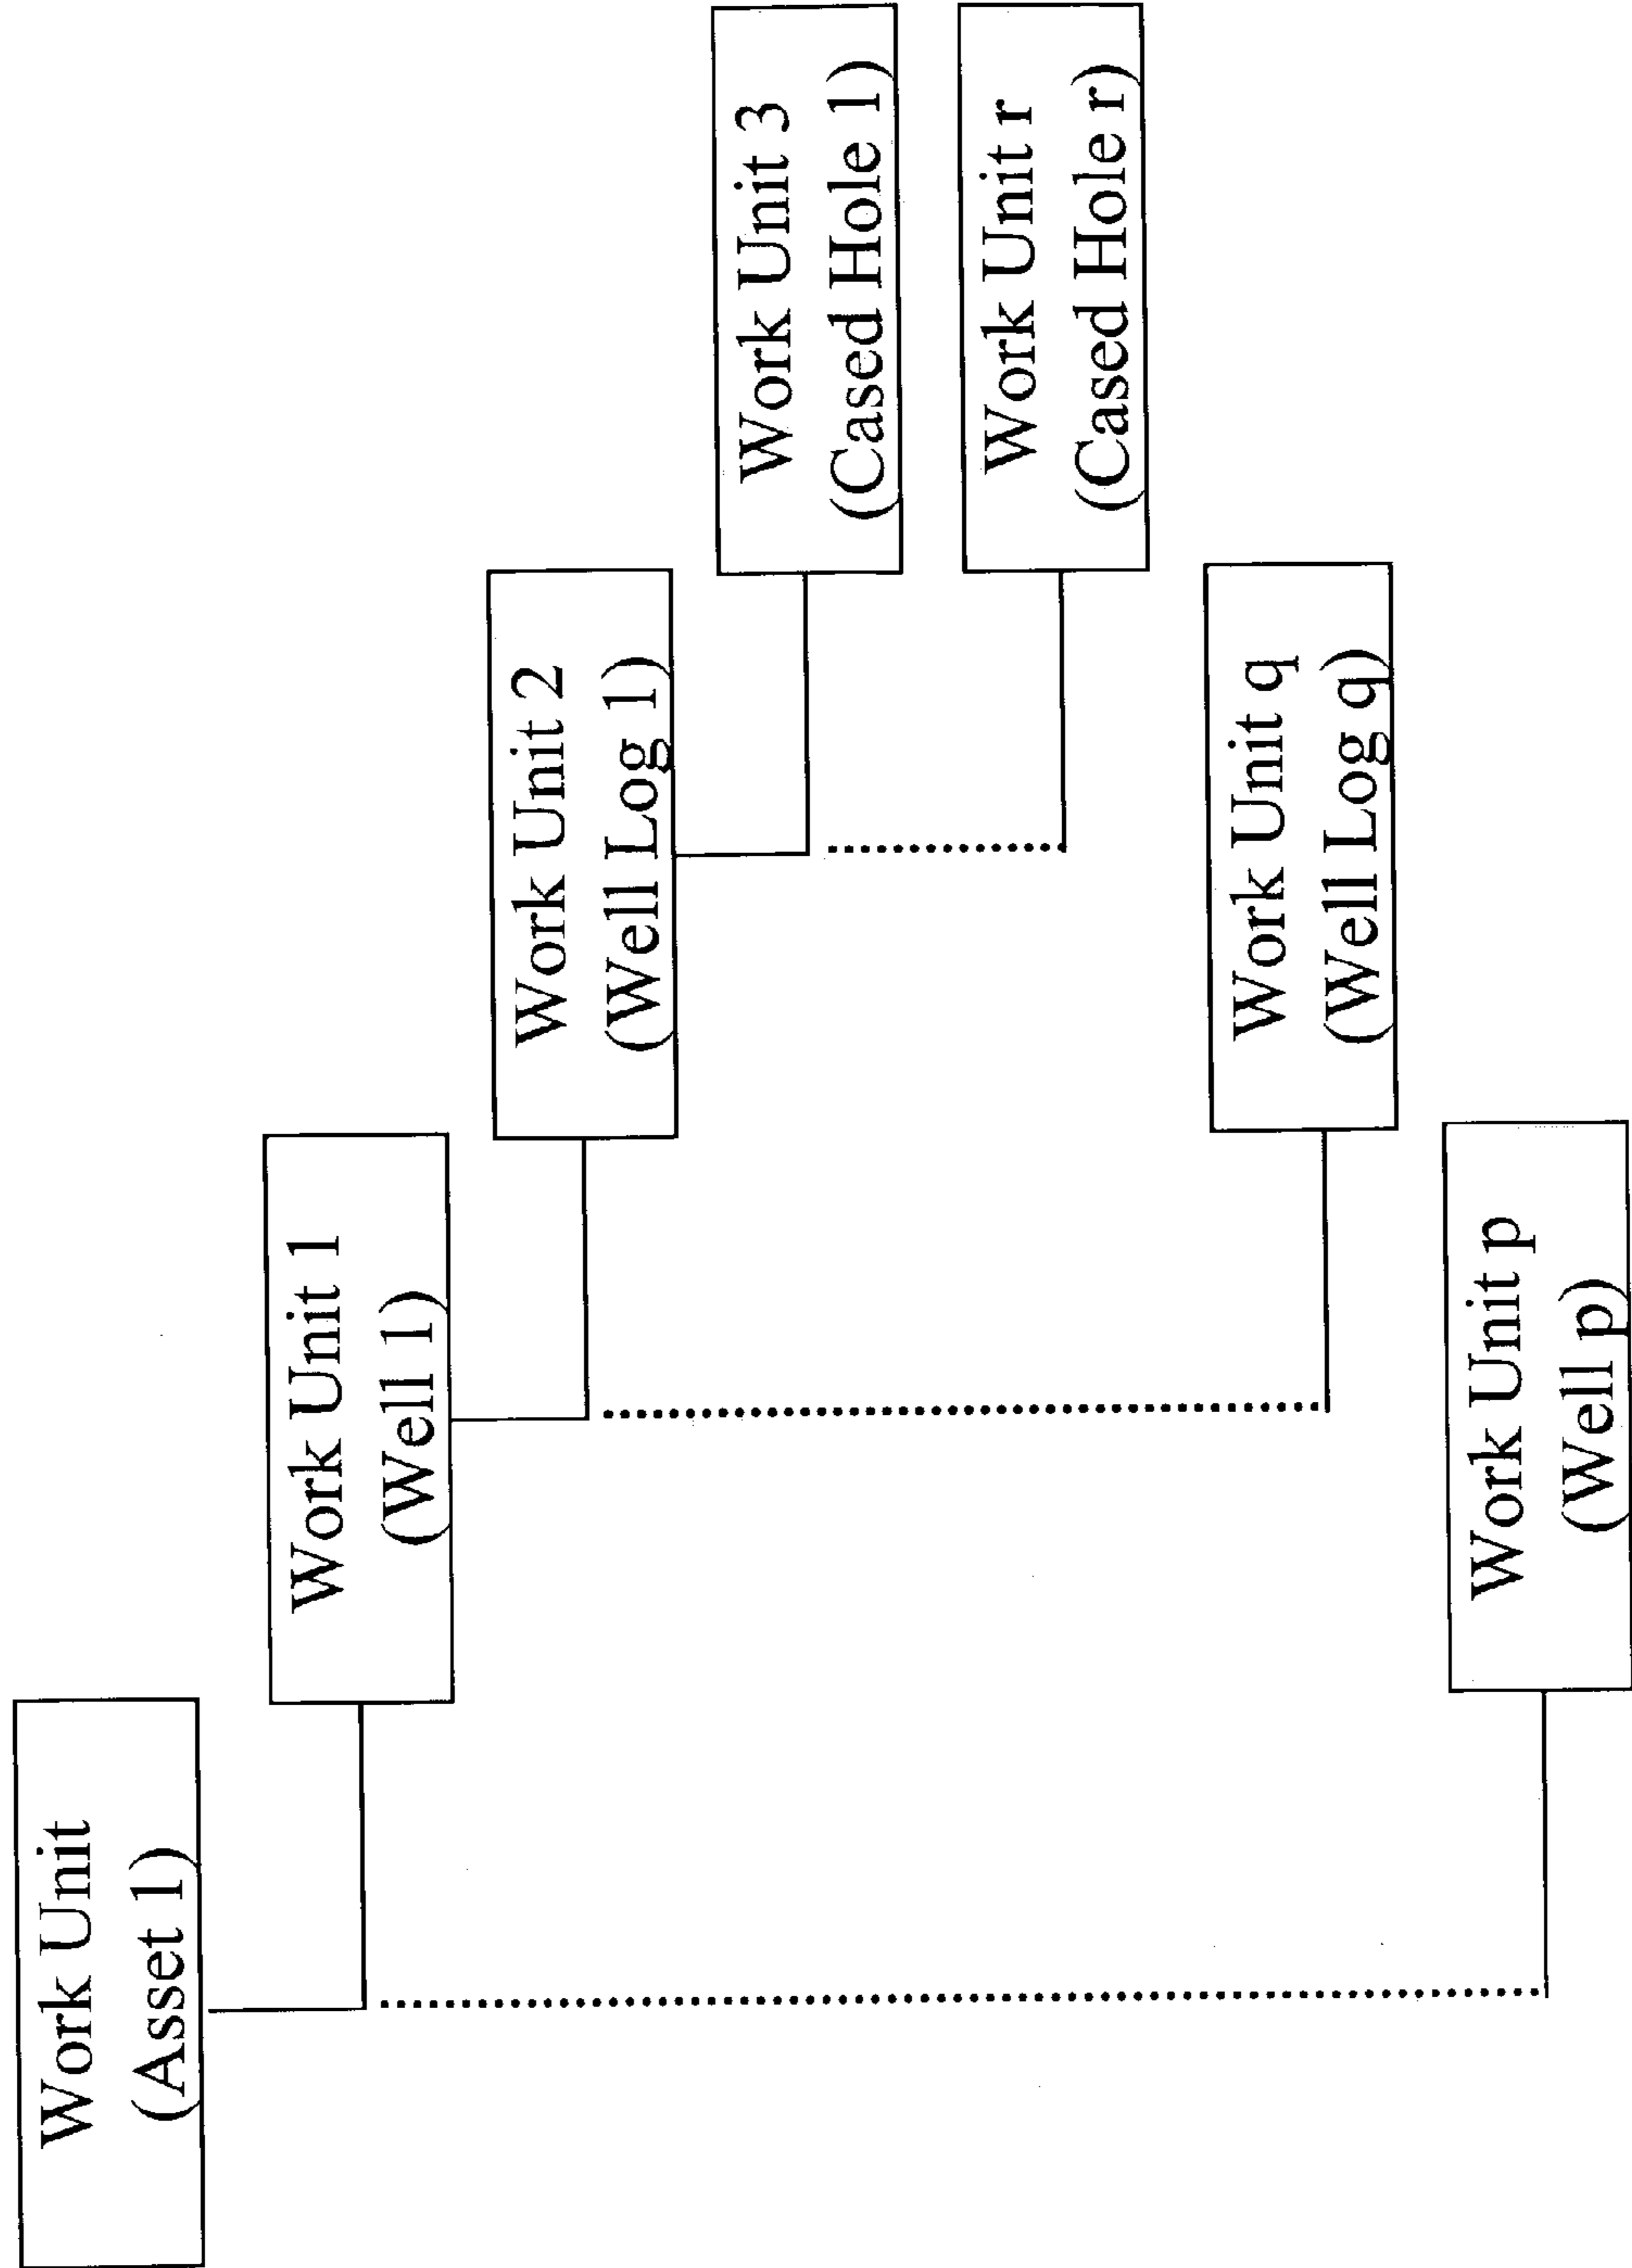 Work Unit
(Asset 1)
Work Unit 1
(Well 1)
Work Unit 2
(Well Log 1)
Work Unit 3
(Cased Hole 1)
Work Unit r
(Cased Hole r)
Work Unit q
(Well Log q)
Work Unit p
(Well p)